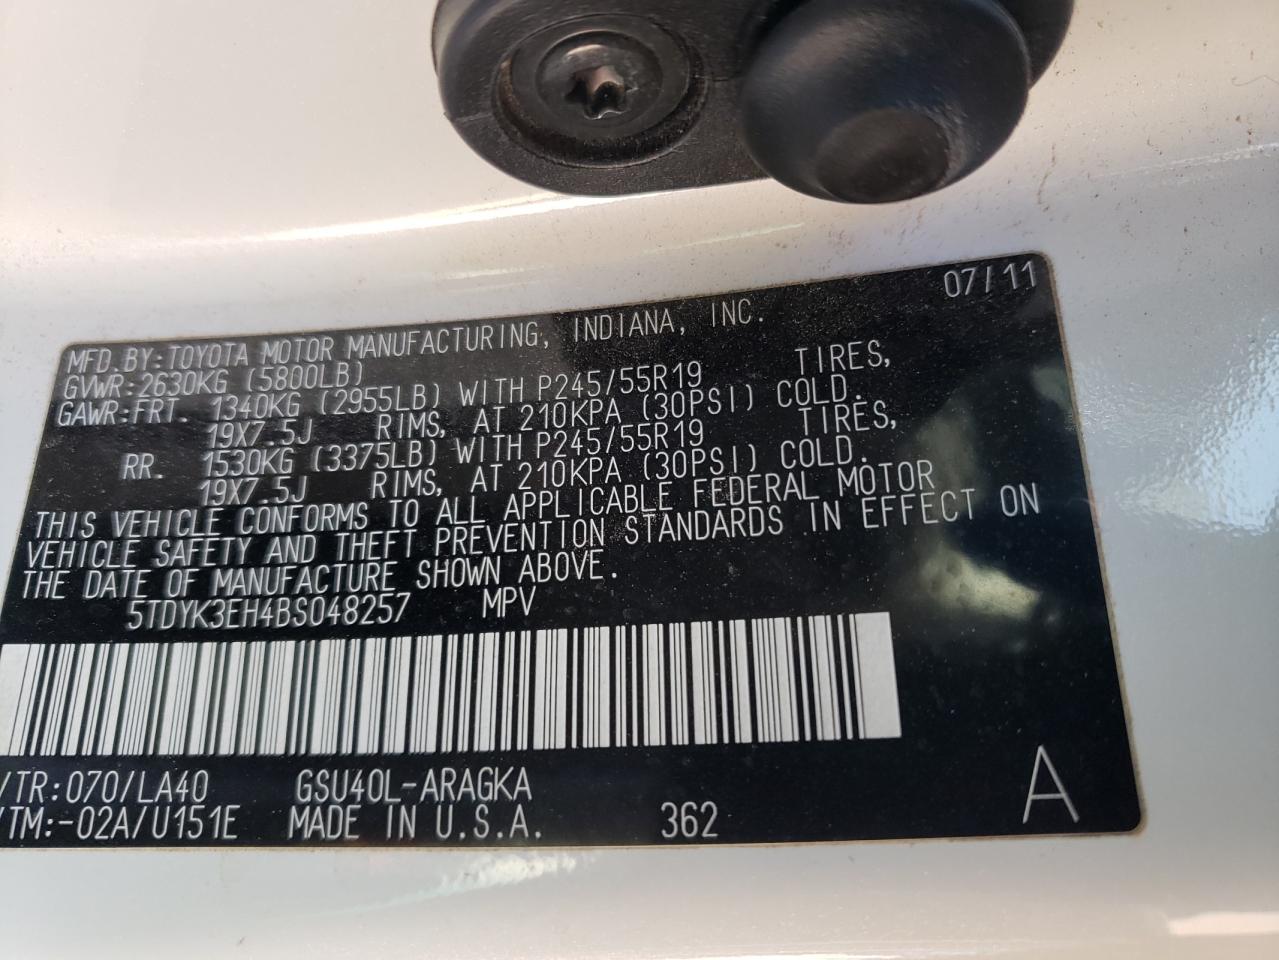 07/11
MFD.BY:TOYOTA MOTOR MANUFACTURING, INDIANA, INC.
GVWR:2630KG (5800LB)
GAWR:FRT. 1340KG (2955LB) WITH P245/55R19 TIRES,
19X7.5J RIMS, AT 210KPA (30PSI) COLD.
RR. 1530KG (3375LB) WITH P245/55R19 TIRES,
19X7.5J RIMS, AT 210KPA (30PSI) COLD.
THIS VEHICLE CONFORMS TO ALL APPLICABLE FEDERAL MOTOR
VEHICLE SAFETY AND THEFT PREVENTION STANDARDS IN EFFECT ON
THE DATE OF MANUFACTURE SHOWN ABOVE.
5TDYK3EH4BS048257 MPV
/TR:070/LA40 GSU40L-ARAGKA
/TM:-02A/U151E MADE IN U.S.A. 362 A